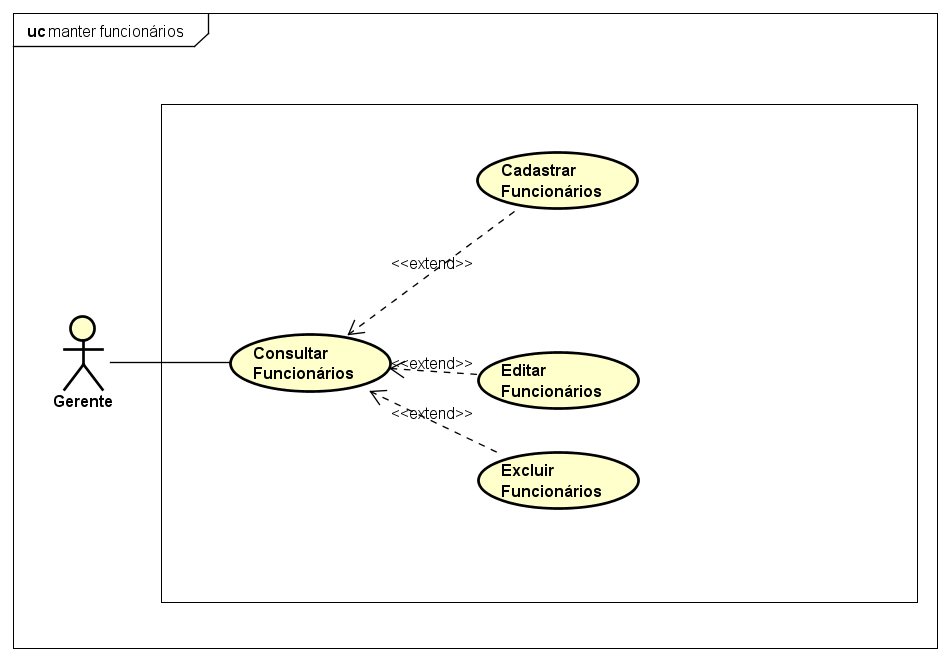 uc manter funcionários
Cadastrar
Funcionários
<<extend>>
Consultar
Funcionários
<<extend>>
Editar
Funcionários
Gerente
<<extend>>
Excluir
Funcionários